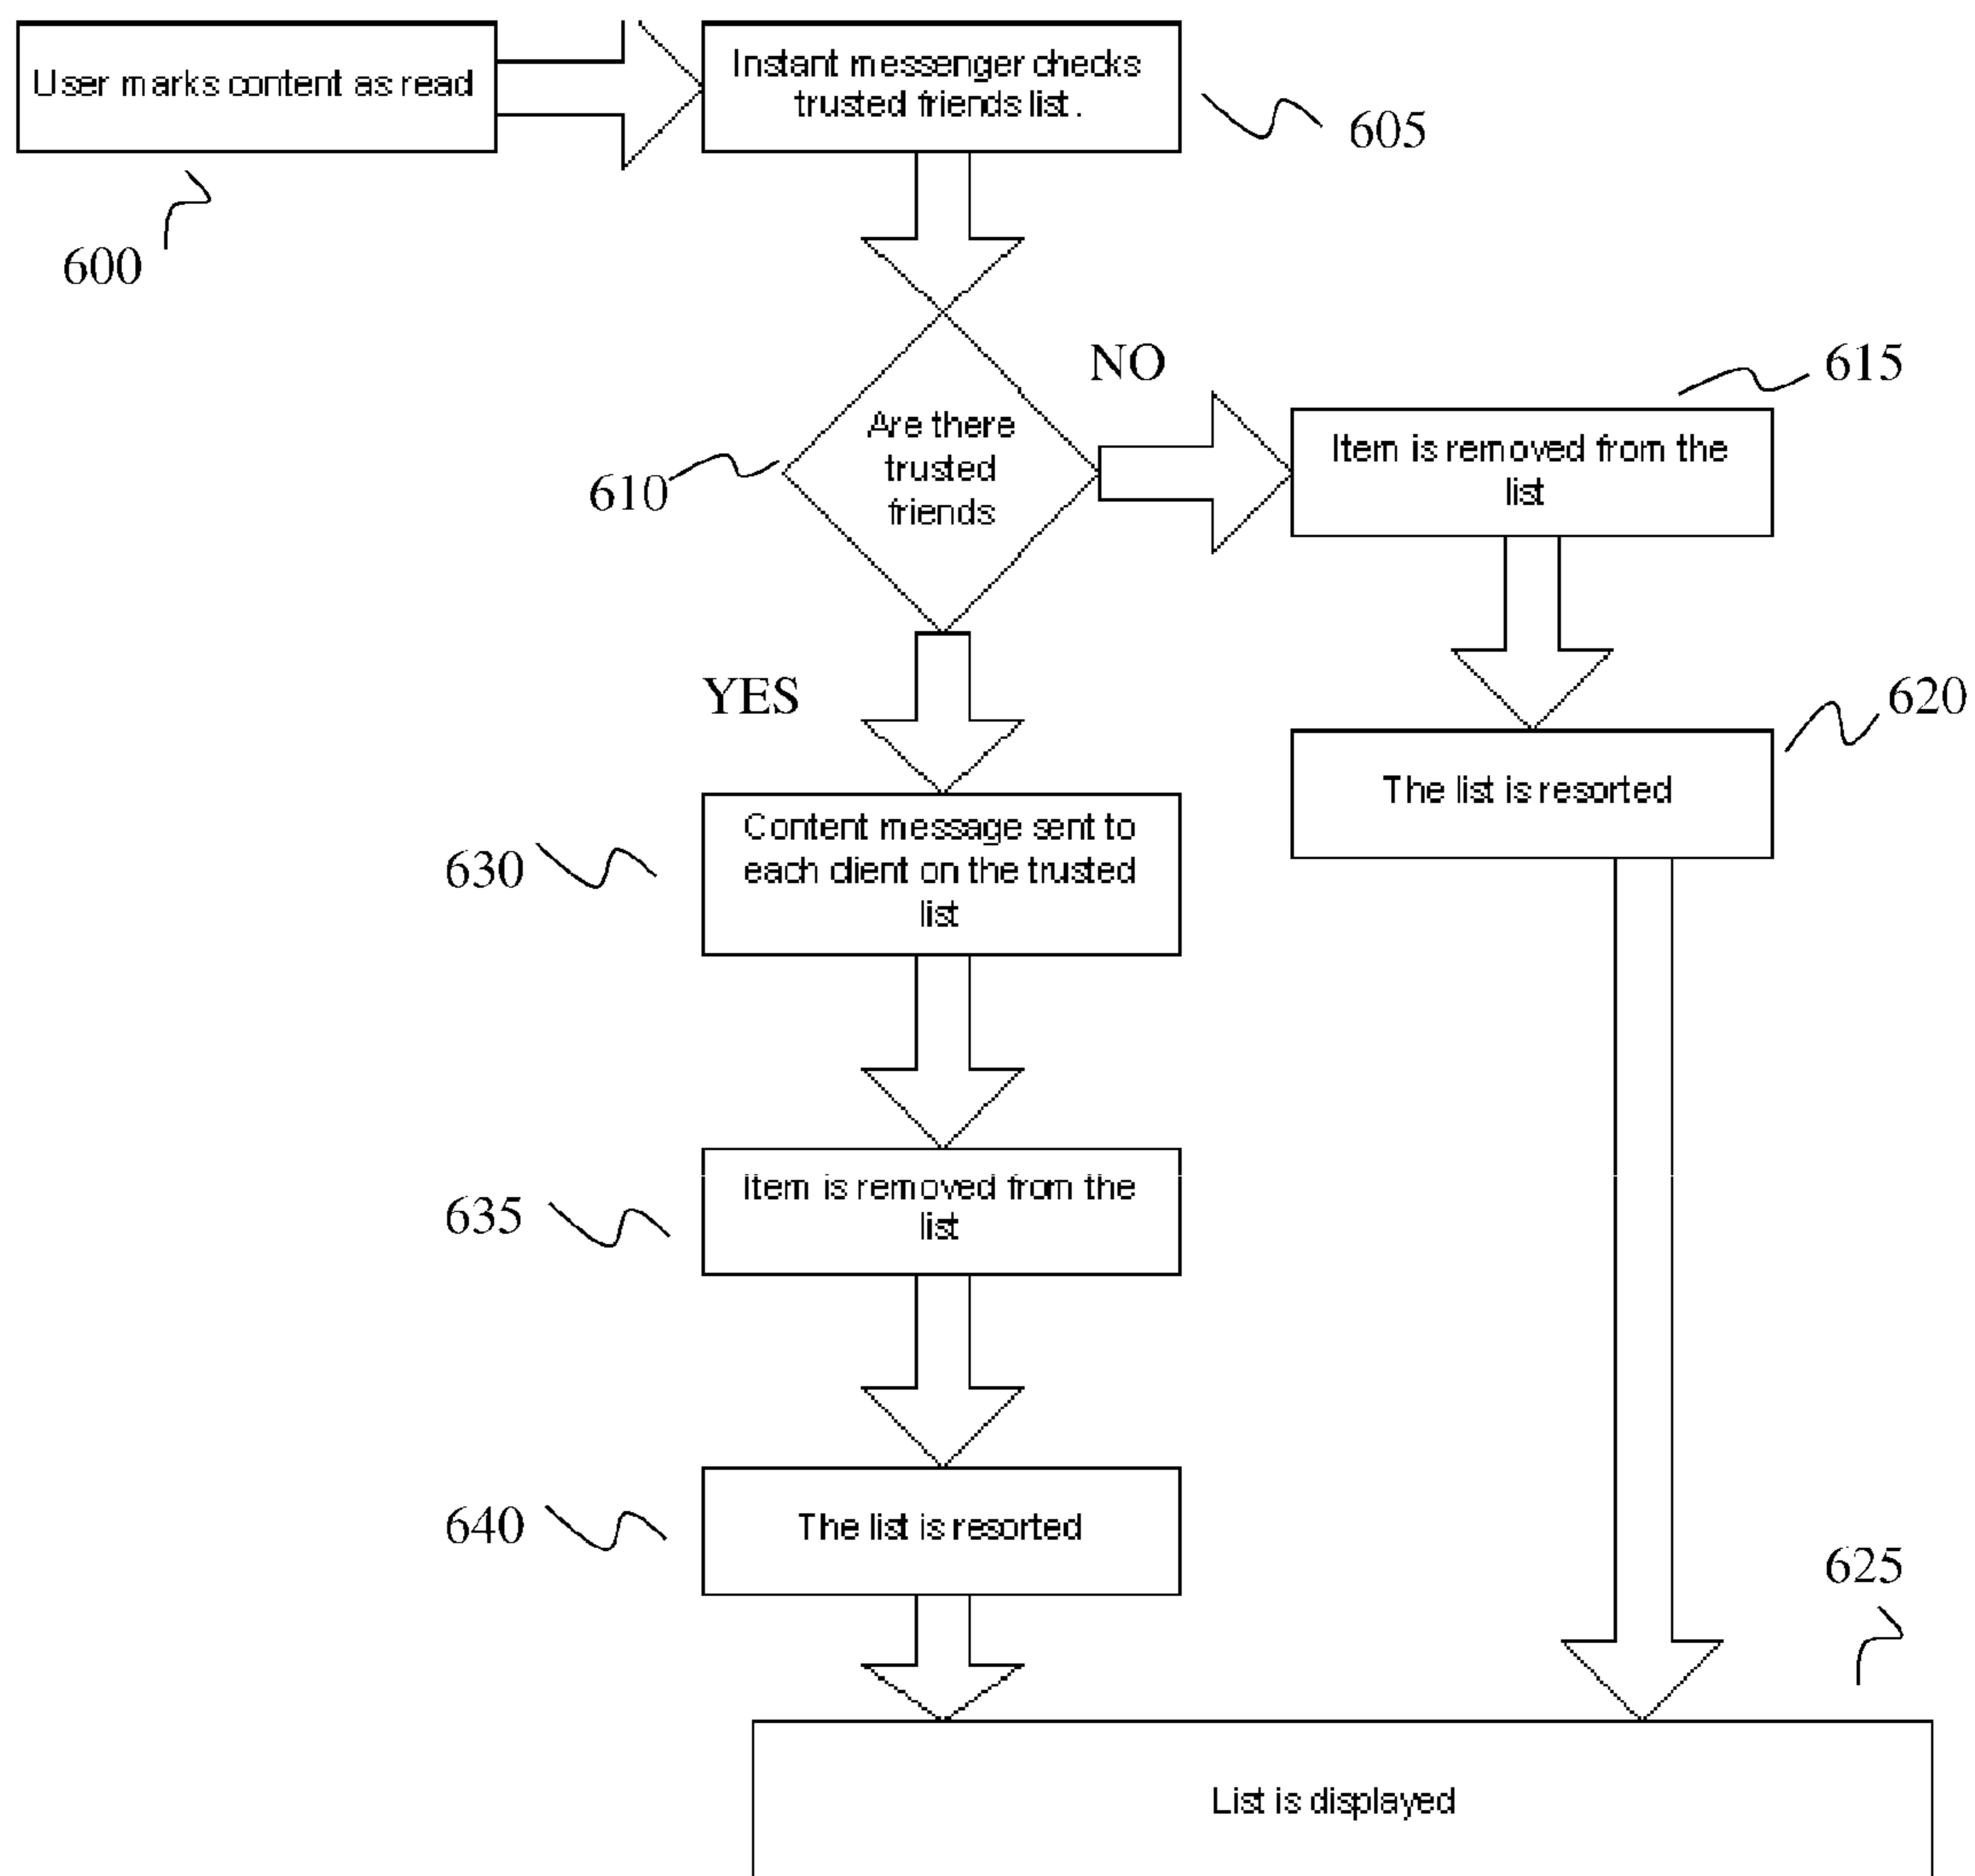 User marks content as read
Instant messenger checks
trusted friends list.
605
600
NO
615
Are there
trusted
friends
610
Item is removed from the
list
YES
620
The list is resorted
Content message sent to
each client on the trusted
list
630
Item is removed from the
list
635
The list is resorted
640
625
List is displayed